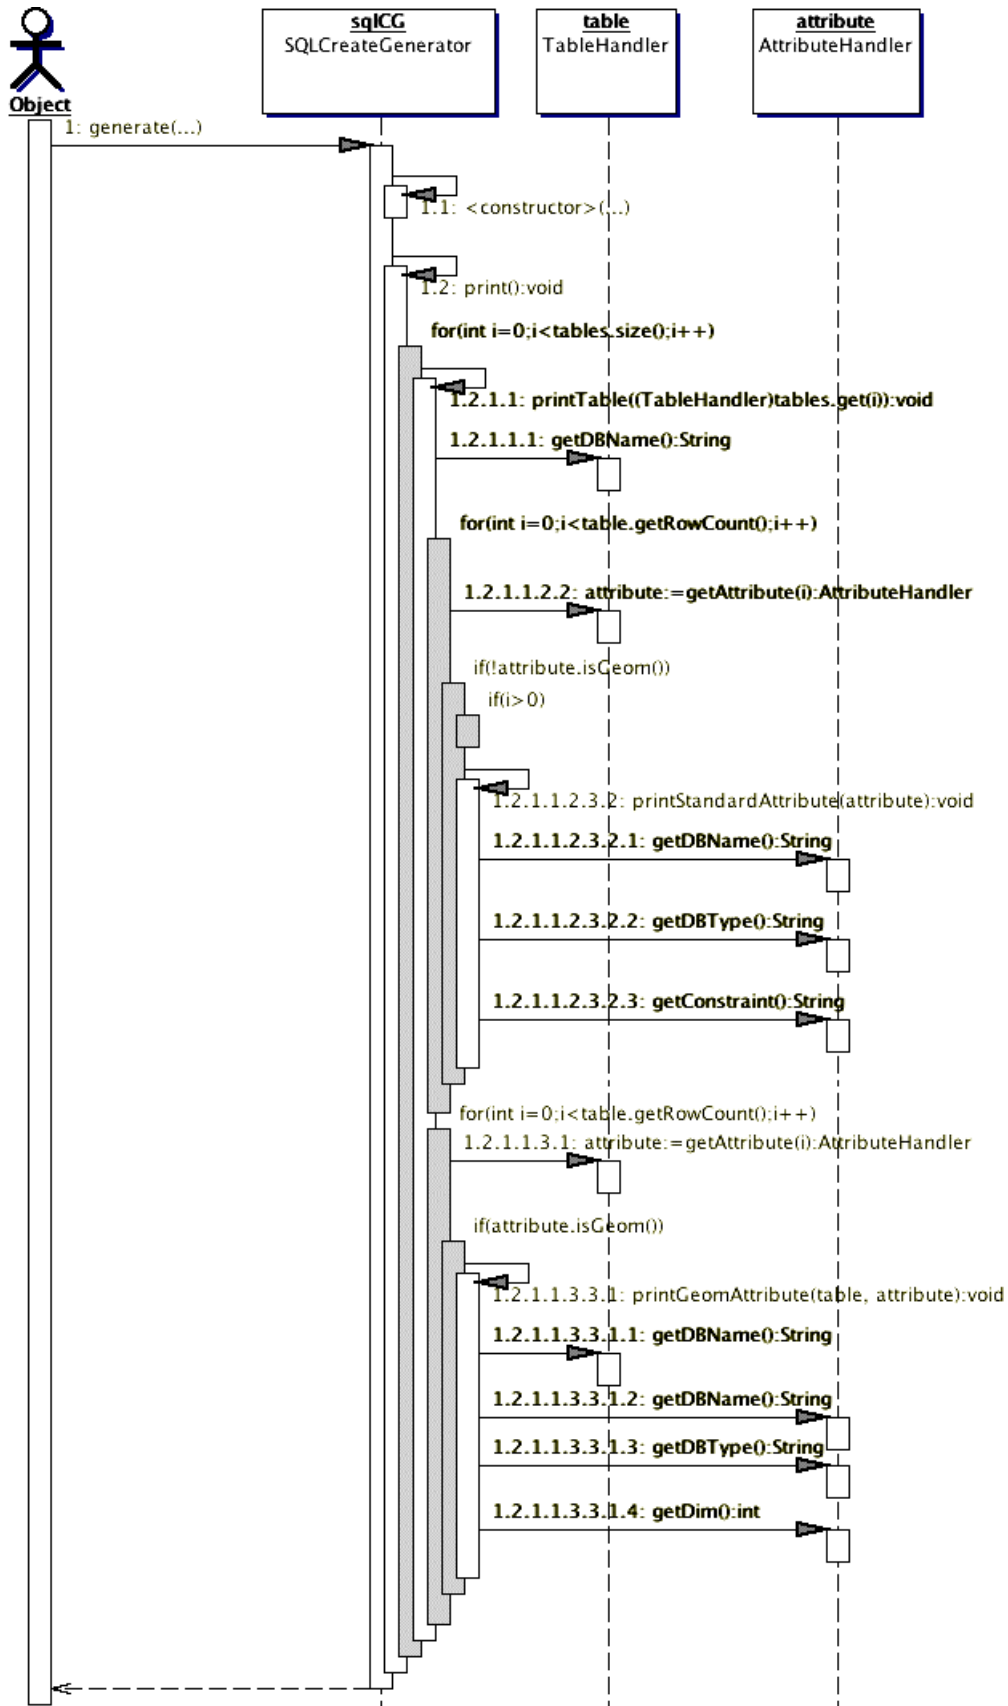 sqlCG
SQLCreateGenerator
table
TableHandler
attribute
AttributeHandler
Object
1: generate(...)
1.1: <constructor>(...)
1.2: print():void
for(int i=0;i<tables.size();i++)
1.2.1.1: printTable((TableHandler)tables.get(i)):void
1.2.1.1.1: getDBName():String
for(int i=0;i<table.getRowCount();i++)
1.2.1.1.2.2: attribute:=getAttribute(i):AttributeHandler
if(!attribute.isGeom())
if(i>0)
1.2.1.1.2.3.2: printStandardAttribute(attribute):void
1.2.1.1.2.3.2.1: getDBName():String
1.2.1.1.2.3.2.2: getDBType():String
1.2.1.1.2.3.2.3: getConstraint():String
for(int i=0;i<table.getRowCount();i++)
1.2.1.1.3.1: attribute:=getAttribute(i):AttributeHandler
if(attribute.isGeom())
1.2.1.1.3.3.1: printGeomAttribute(table, attribute):void
1.2.1.1.3.3.1.1: getDBName():String
1.2.1.1.3.3.1.2: getDBName():String
1.2.1.1.3.3.1.3: getDBType():String
1.2.1.1.3.3.1.4: getDim():int